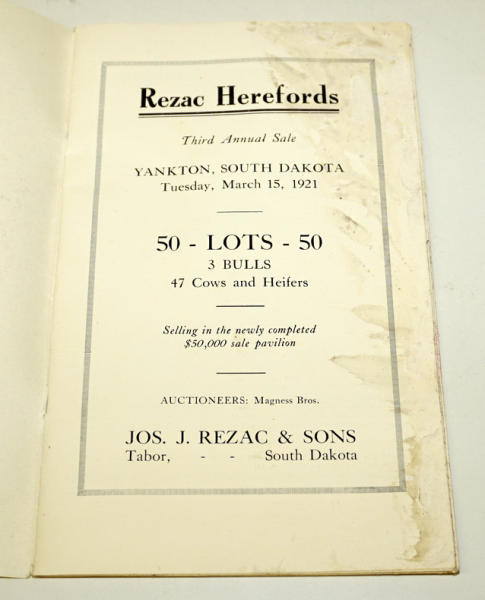 Rezac Herefords
Third Annual Sale
YANKTON, SOUTH DAKOTA
Tuesday, March 15, 1921
50 - LOTS - 50
3 BULLS
47 Cows and Heifers
Selling in the newly completed
$50,000 sale pavilion
AUCTIONEERS: Magness Bros.
JOS. J. REZAC & SONS
Tabor, - - South Dakota